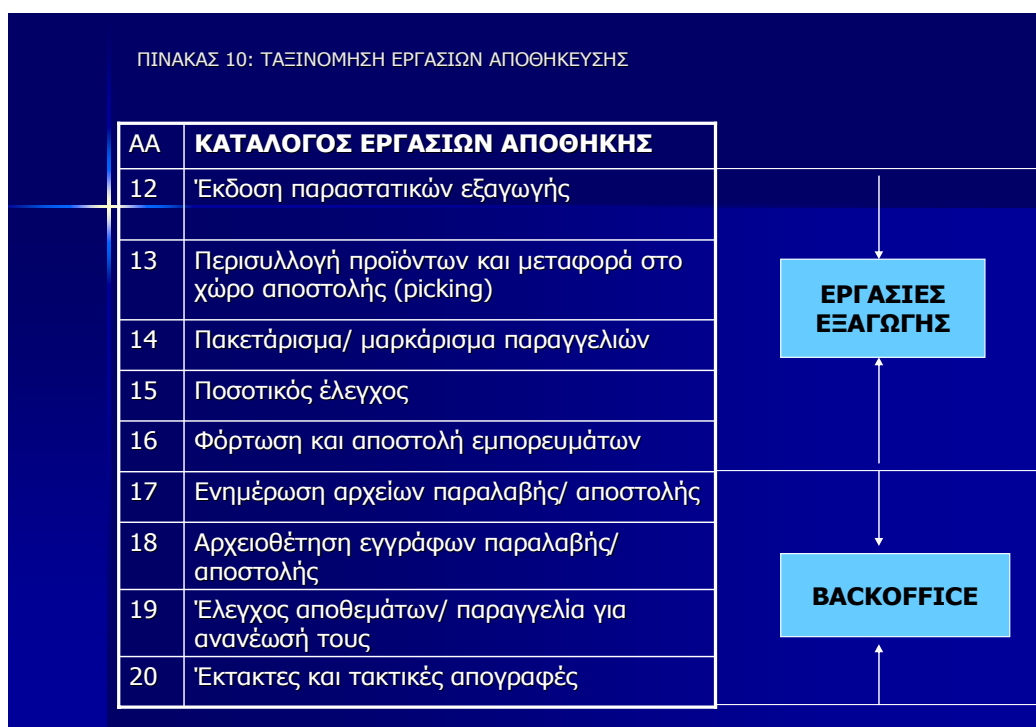 ΠΙΝΑΚΑΣ 10: ΤΑΞΙΝΟΜΗΣΗ ΕΡΓΑΣΙΩΝ ΑΠΟΘΗΚΕΥΣΗΣ
ΑΑ ΚΑΤΑΛΟΓΟΣ ΕΡΓΑΣΙΩΝ ΑΠΟΘΗΚΗΣ
12 Έκδοση παραστατικών εξαγωγής
13 Περισυλλογή προϊόντων και μεταφορά στο
χώρο αποστολής (picking)
14 Πακετάρισμα/ μαρκάρισμα παραγγελιών
15 Ποσοτικός έλεγχος
16 Φόρτωση και αποστολή εμπορευμάτων
17 Ενημέρωση αρχείων παραλαβής/ αποστολής
18 Αρχειοθέτηση εγγράφων παραλαβής/
αποστολής
19 Έλεγχος αποθεμάτων/ παραγγελία για
ανανέωσή τους
20 Έκτακτες και τακτικές απογραφές
ΕΡΓΑΣΙΕΣ
ΕΞΑΓΩΓΗΣ
BACKOFFICE